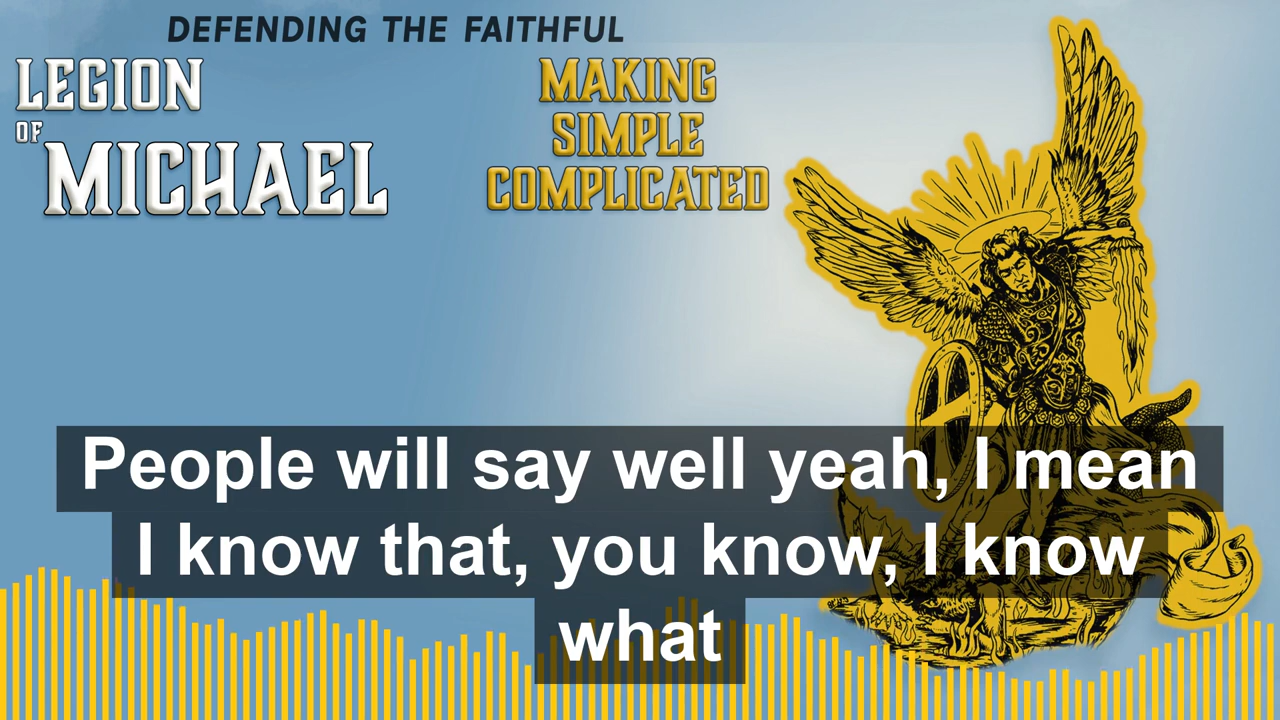 DEFENDING THE FAITHFUL
LEGION
OF
MICHAEL
MAKING
SIMPLE
COMPLICATED
People will say well yeah, I mean
I know that, you know, I know
what